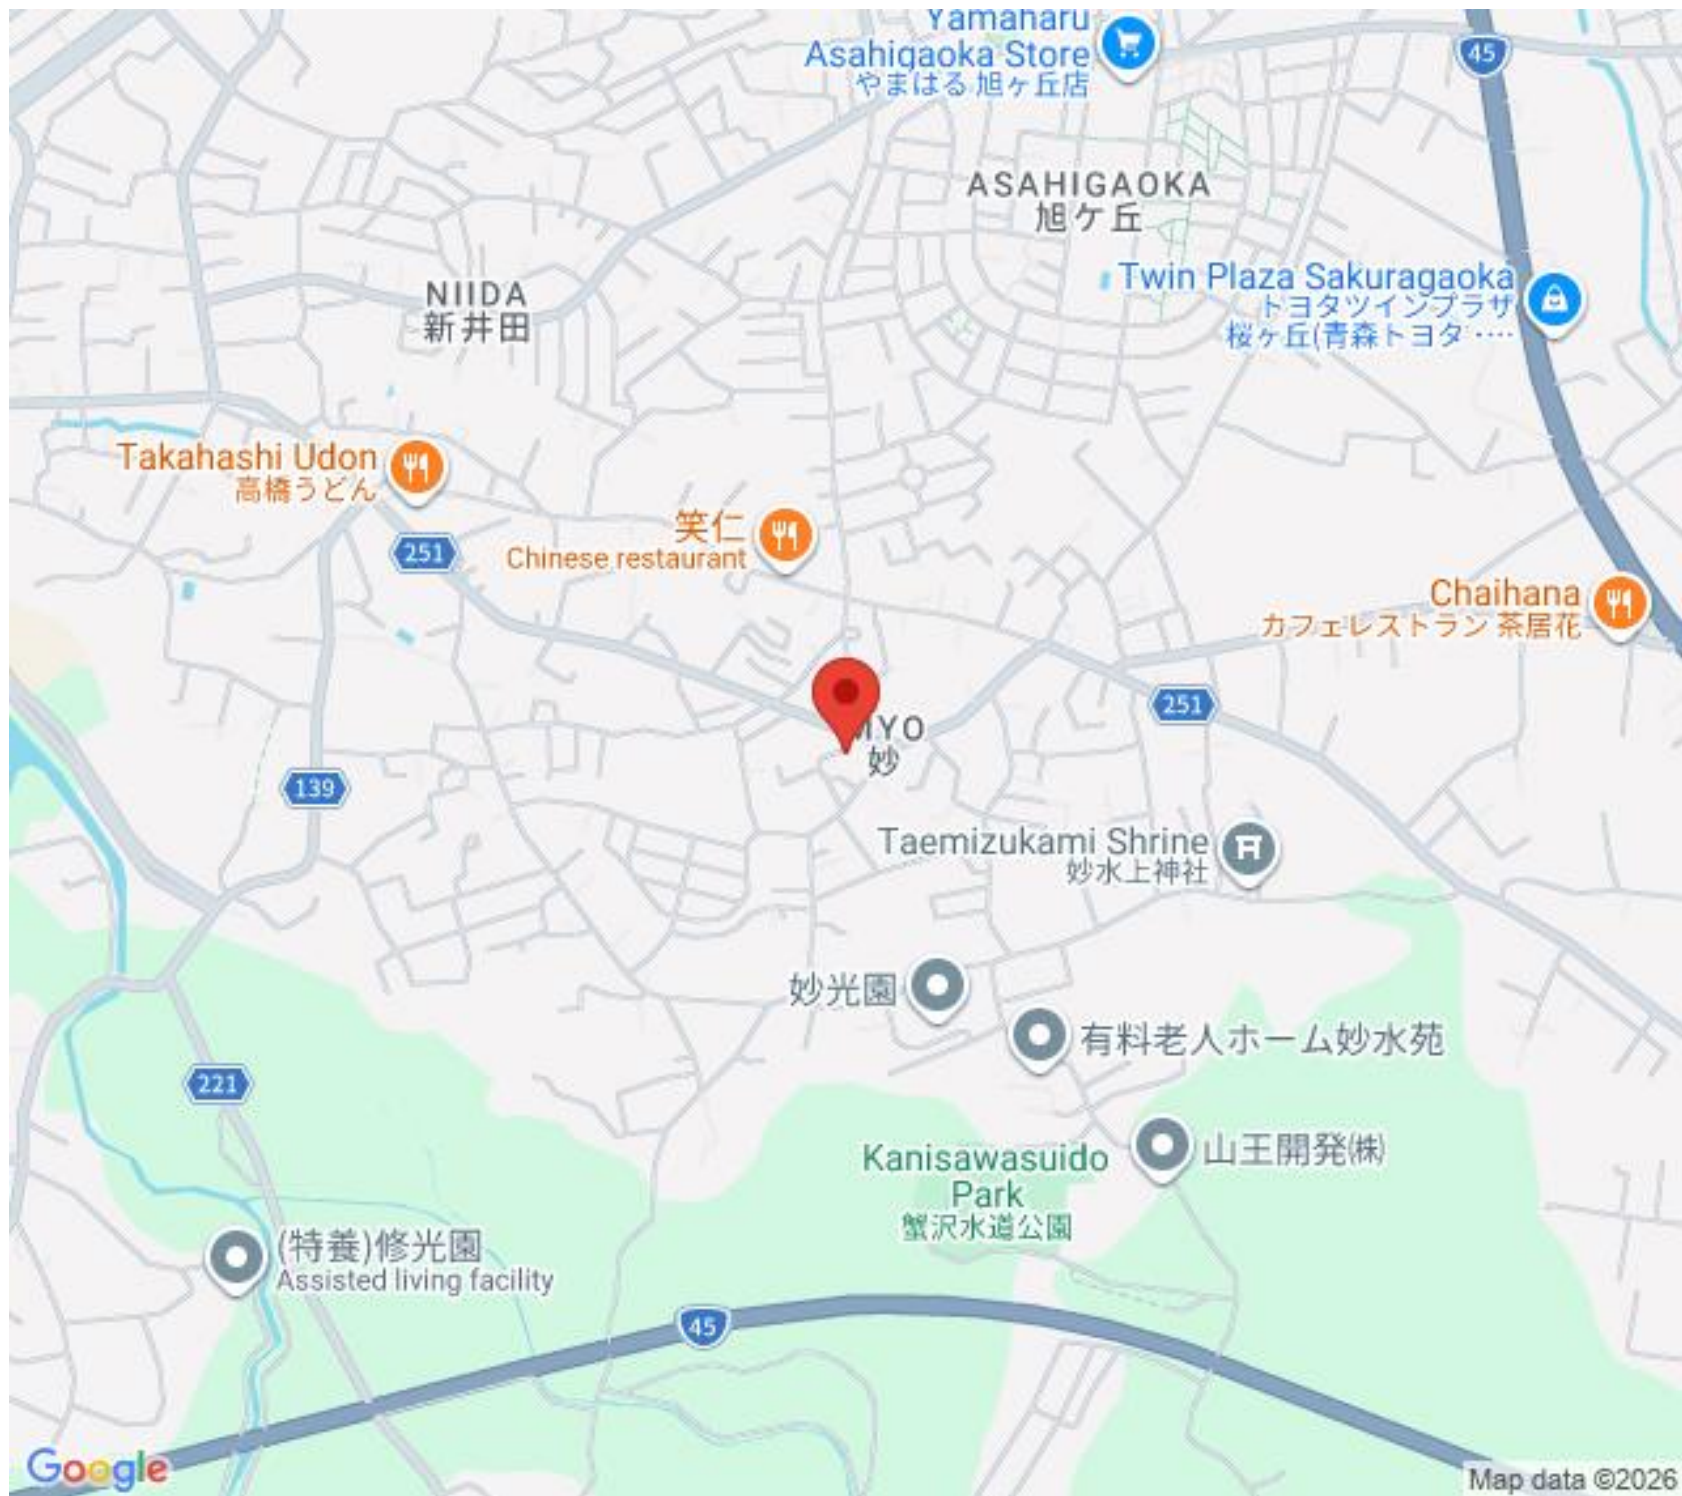 Yamaharu
Asahigaoka Store
やまはる 旭ヶ丘店
45
ASAHIGAOKA
旭ケ丘
Twin Plaza Sakuragaoka
トヨタツインプラザ
桜ヶ丘(青森トヨタ ····
NIIDA
新井田
Takahashi Udon
高橋うどん
251
笑仁
Chinese restaurant
Chaihana
カフェレストラン 茶居花
251
MYO
妙
139
Taemizukami Shrine
妙水上神社
妙光園
有料老人ホーム妙水苑
221
Kanisawasuido
Park
蟹沢水道公園
山王開発㈱
(特養)修光園
Assisted living facility
45
Google
Map data ©2026